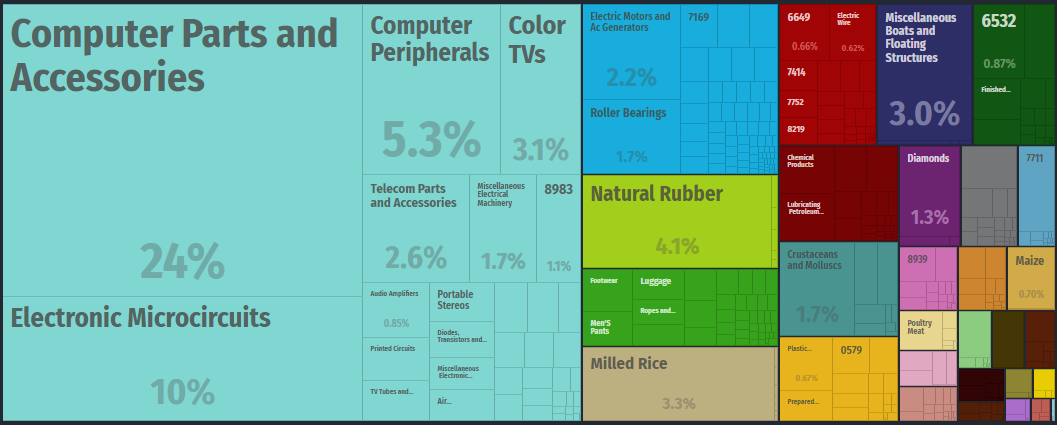 Computer Parts and
Accessories
24%
Electronic Microcircuits
10%
Computer
Peripherals
5.3%
Color
TVs
3.1%
Telecom Parts
and Accessories
2.6%
Miscellaneous
Electrical
Machinery
1.7%
8983
1.1%
Audio Amplifiers
0.85%
Printed Circuits
TV Tubes and...
Portable
Stereos
Diodes,
Transistors and...
Miscellaneous
Electronic...
Air...
Electric Motors and
Ac Generators
2.2%
7169
Roller Bearings
1.7%
Natural Rubber
4.1%
Footwear
Men'S
Pants
Luggage
Ropes and...
Milled Rice
3.3%
6649
0.66%
Electric
Wire
0.62%
7414
7752
8219
Miscellaneous
Boats and
Floating
Structures
3.0%
6532
0.87%
Finished...
Chemical
Products
Lubricating
Petroleum...
Diamonds
1.3%
7711
Crustaceans
and Molluscs
1.7%
8939
Maize
0.70%
Plastic...
0.67%
Prepared...
0579
Poultry
Meat